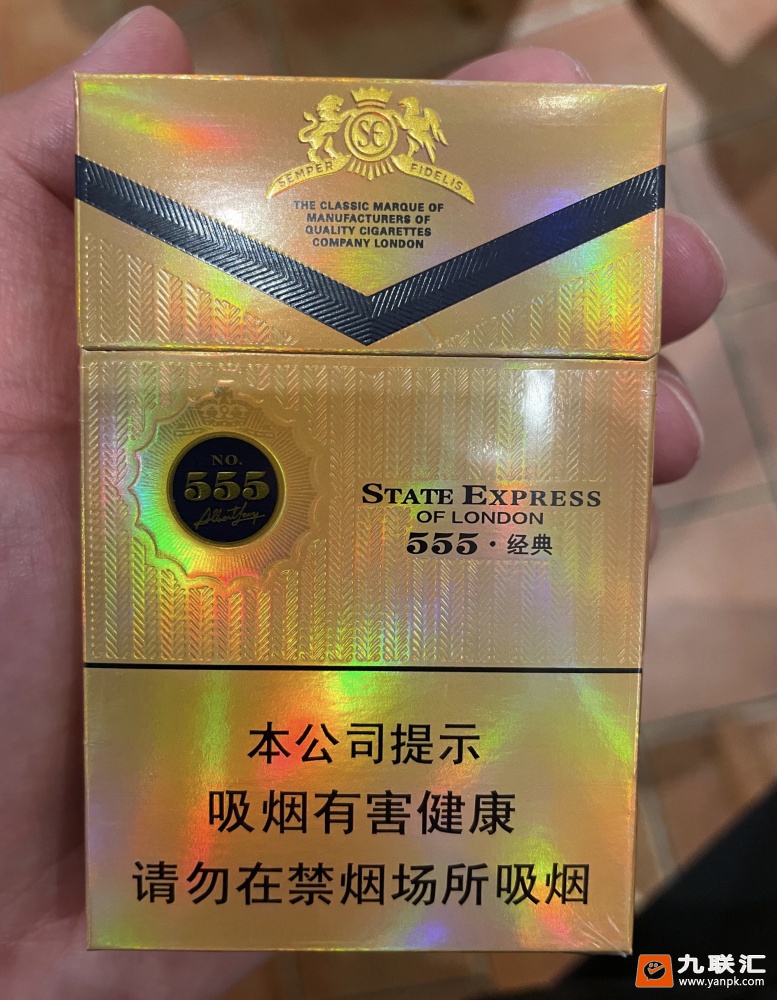 SE
SEMPER FIDELIS
THE CLASSIC MARQUE OF
MANUFACTURERS OF
QUALITY CIGARETTES
COMPANY LONDON
NO.
555
STATE EXPRESS
OF LONDON
555·经典
本公司提示
吸烟有害健康
请勿在禁烟场所吸烟
九联汇
www.yanpk.com